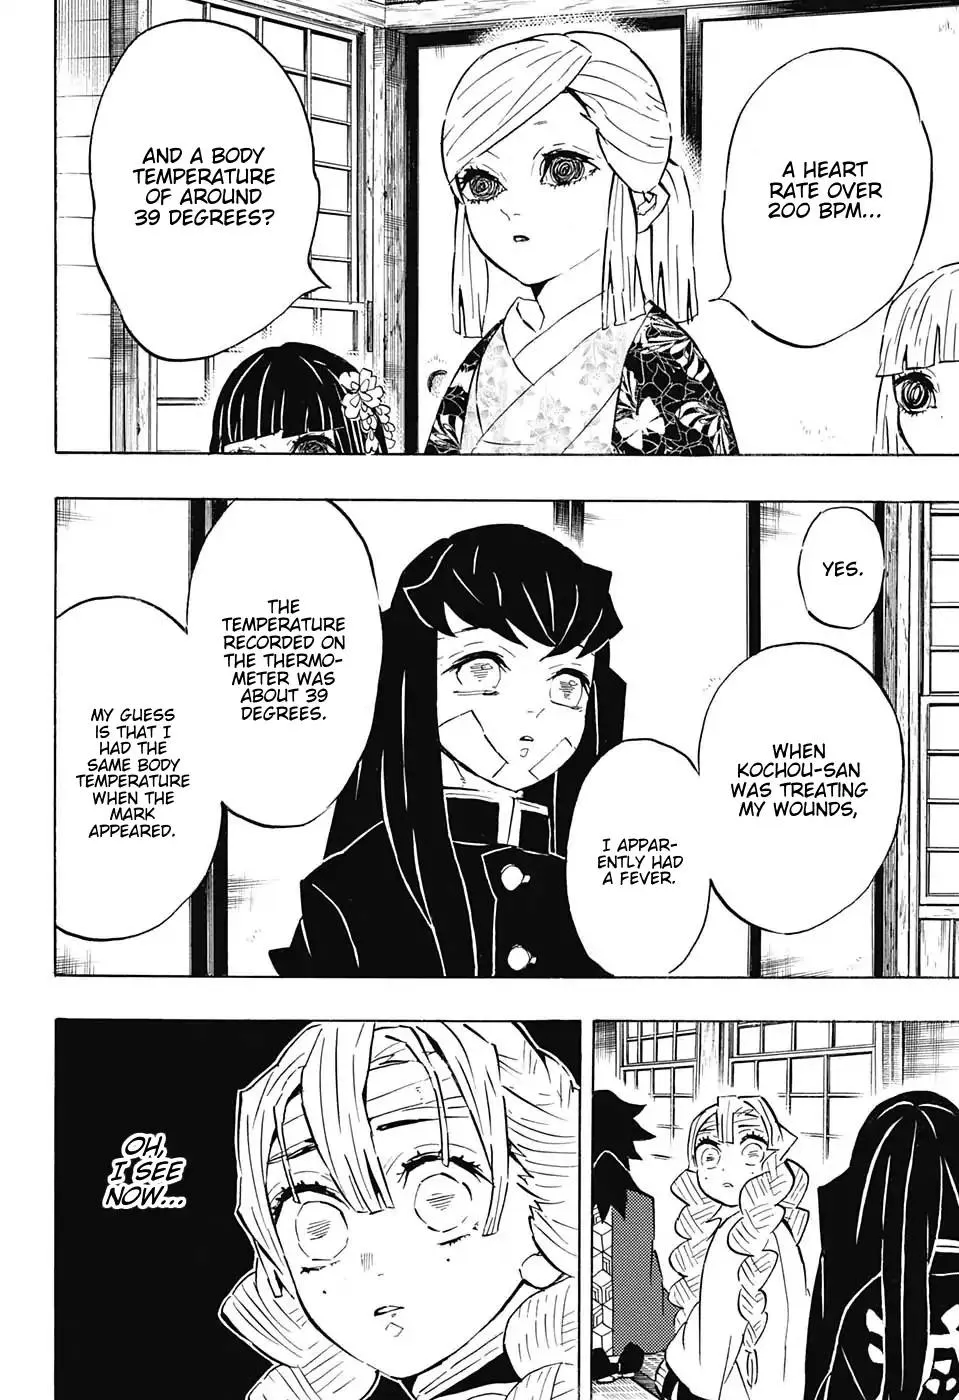 A HEART
RATE OVER
200 BPM...
AND A BODY
TEMPERATURE
OF AROUND
39 DEGREES?
YES.
WHEN
KOCHOU-SAN
WAS TREATING
MY WOUNDS,
I APPAR-
ENTLY HAD
A FEVER.
THE
TEMPERATURE
RECORDED ON
THE THERMO-
METER WAS
ABOUT 39
DEGREES.
MY GUESS
IS THAT I
HAD THE
SAME BODY
TEMPERATURE
WHEN THE
MARK
APPEARED.
OH,
I SEE
NOW...